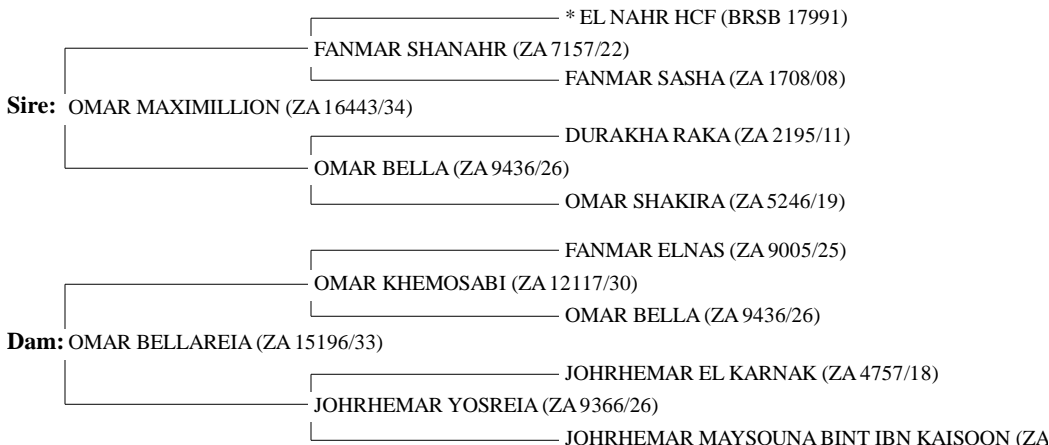 * EL NAHR HCF (BRSB 17991)
FANMAR SHANAHR (ZA 7157/22)
FANMAR SASHA (ZA 1708/08)
Sire: OMAR MAXIMILLION (ZA 16443/34)
DURAKHA RAKA (ZA 2195/11)
OMAR BELLA (ZA 9436/26)
OMAR SHAKIRA (ZA 5246/19)
FANMAR ELNAS (ZA 9005/25)
OMAR KHEMOSABI (ZA 12117/30)
OMAR BELLA (ZA 9436/26)
Dam: OMAR BELLAREIA (ZA 15196/33)
JOHRHEMAR EL KARNAK (ZA 4757/18)
JOHRHEMAR YOSREIA (ZA 9366/26)
JOHRHEMAR MAYSOUNA BINT IBN KAISOON (ZA